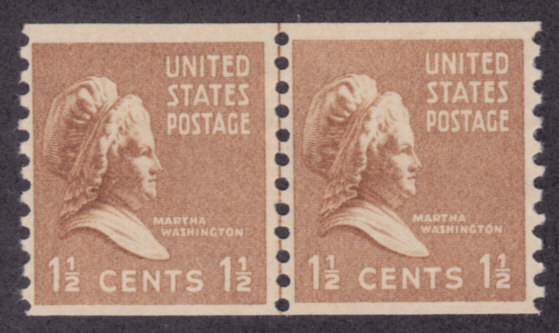 UNITED
STATES
POSTAGE
MARTHA
WASHINGTON
1½ CENTS 1½
UNITED
STATES
POSTAGE
MARTHA
WASHINGTON
1½ CENTS 1½